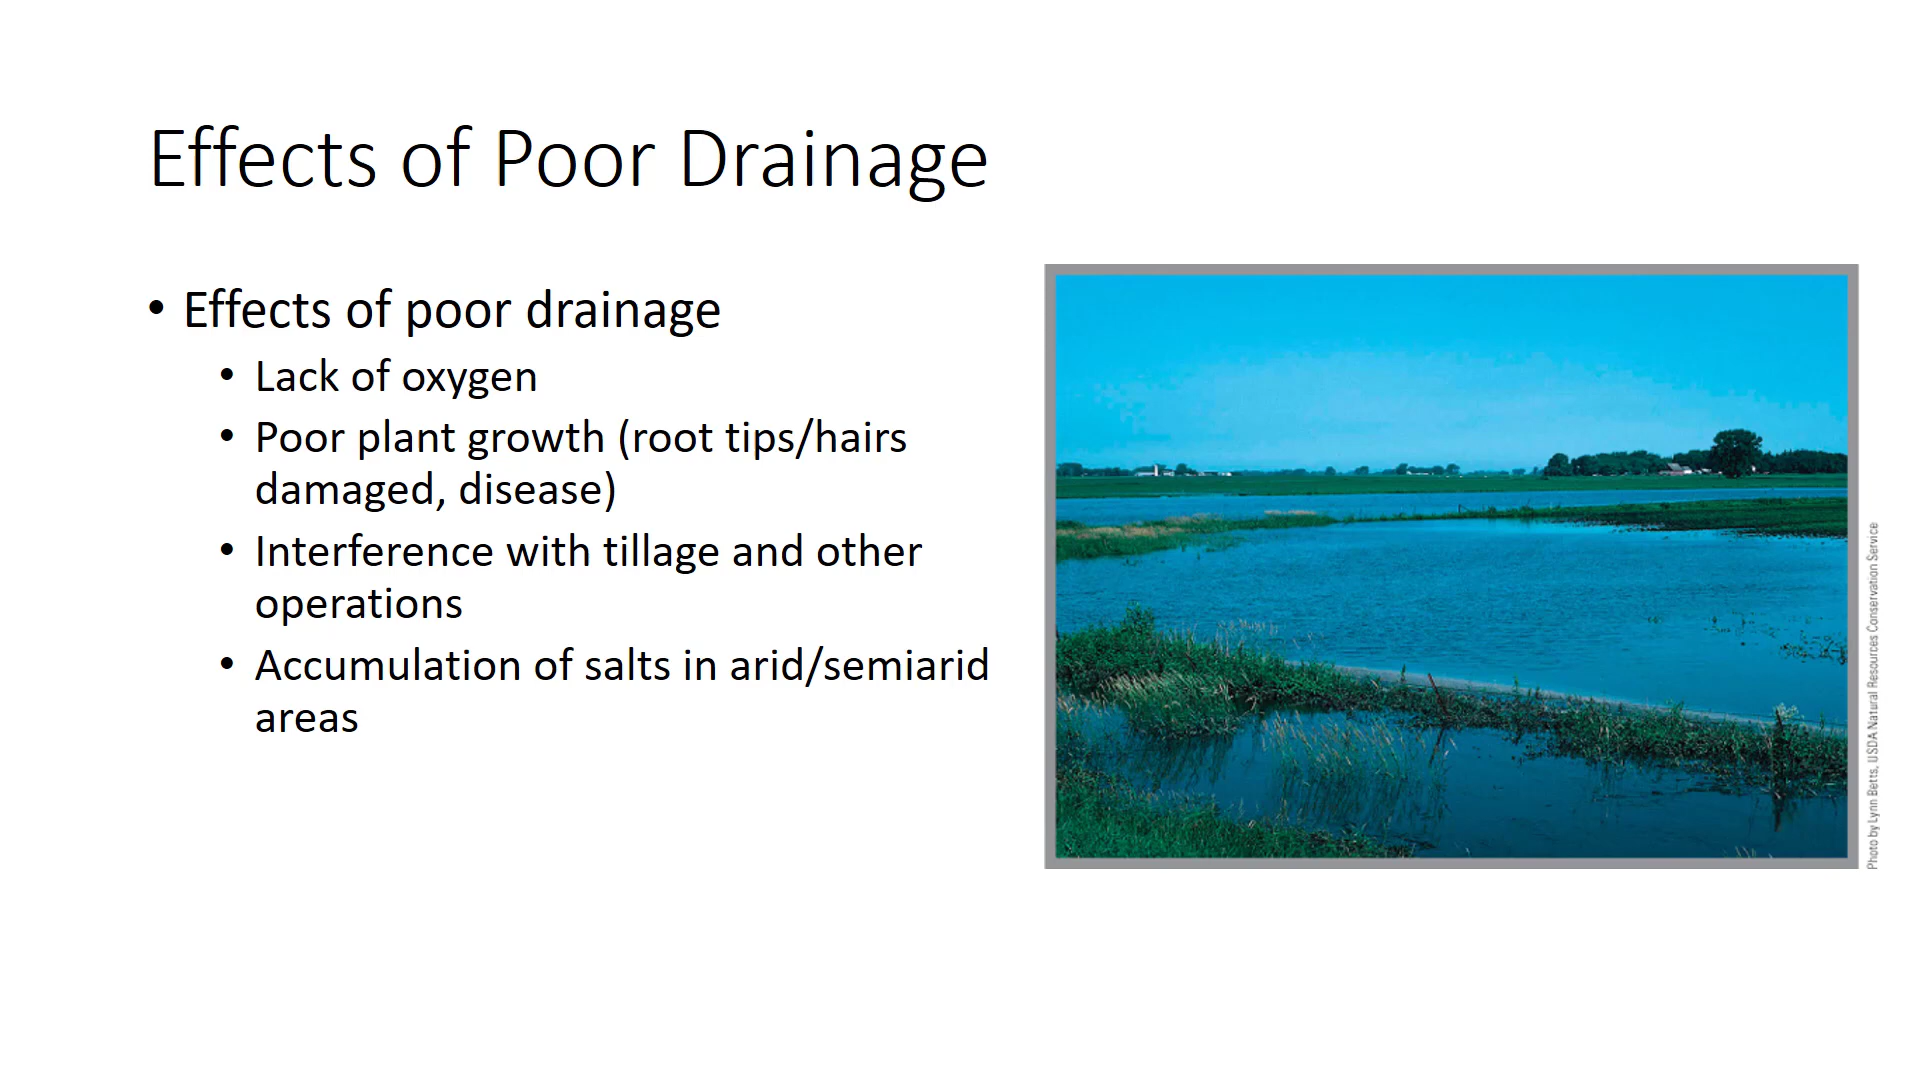 Effects of Poor Drainage
• Effects of poor drainage
• Lack of oxygen
• Poor plant growth (root tips/hairs
damaged, disease)
• Interference with tillage and other
operations
• Accumulation of salts in arid/semiarid
areas
Photo by Lynn Betts, USDA Natural Resources Conservation Service